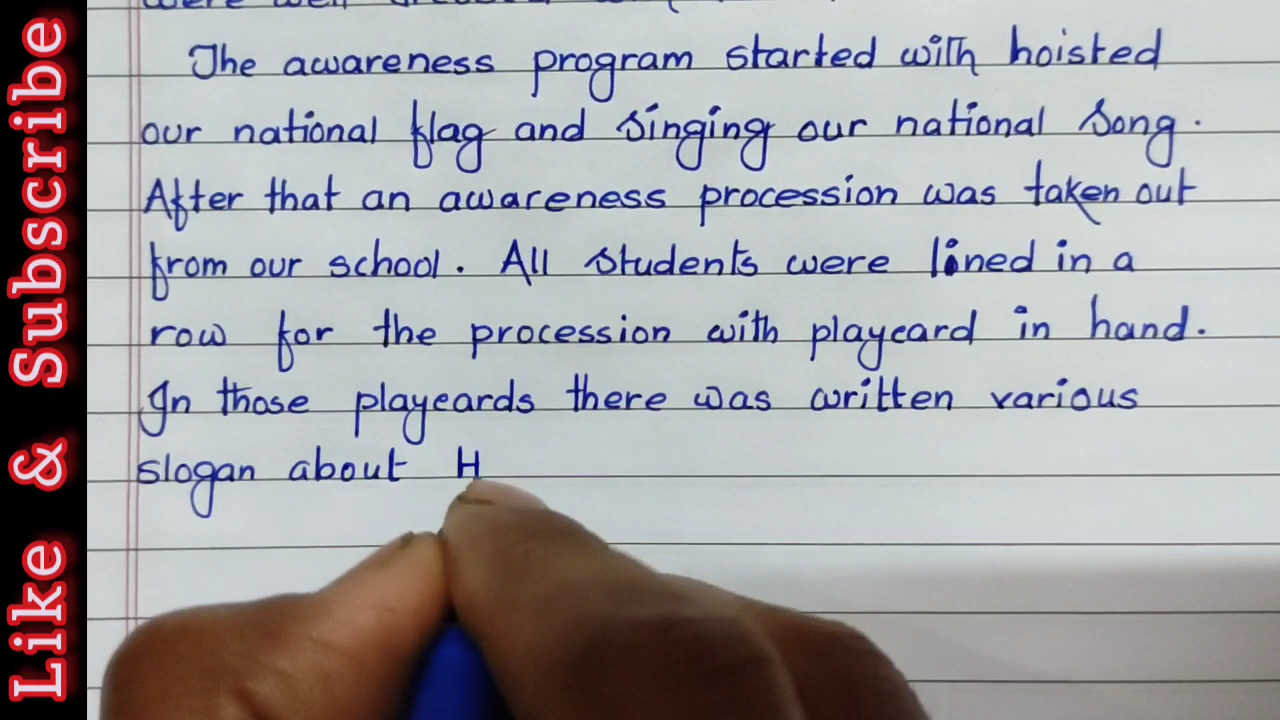 Like & Subscribe
were well
The awareness program started with hoisted
our national flag and singing our national song.
After that an awareness procession was taken out
from our school. All students were lined in a
row for the procession with playcard in hand.
In those playcards there was written various
slogan about H